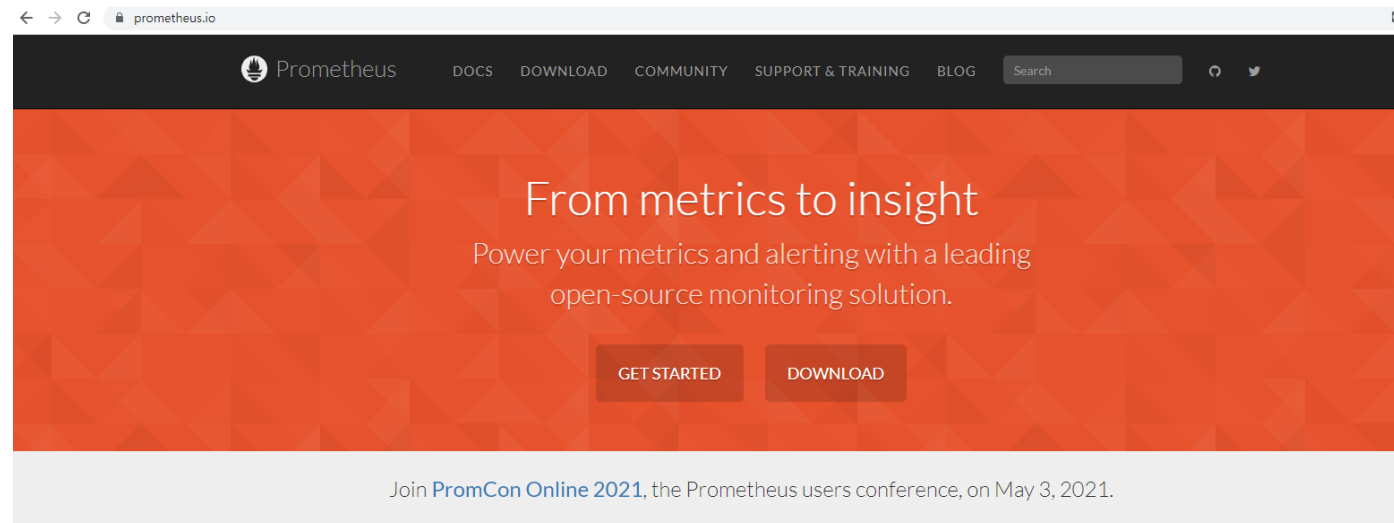 prometheus.io
Prometheus DOCS DOWNLOAD COMMUNITY SUPPORT & TRAINING BLOG Search
From metrics to insight
Power your metrics and alerting with a leading
open-source monitoring solution.
GET STARTED DOWNLOAD
Join PromCon Online 2021, the Prometheus users conference, on May 3, 2021.